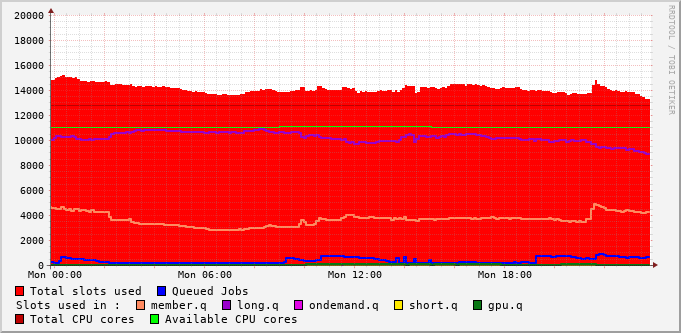 20000
18000
16000
14000
12000
10000
8000
6000
4000
2000
0
Mon 00:00 Mon 06:00 Mon 12:00 Mon 18:00
Total slots used Queued Jobs
Slots used in : member.q long.q ondemand.q short.q gpu.q
Total CPU cores Available CPU cores
RRDTOOL / TOBI OETIKER